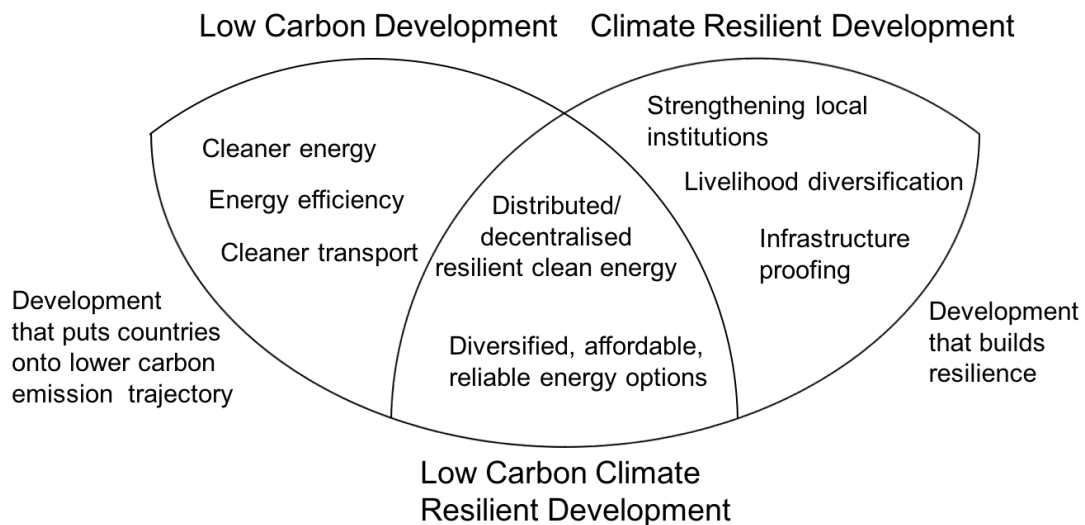 Low Carbon Development
Climate Resilient Development
Cleaner energy
Energy efficiency
Cleaner transport
Distributed/
decentralised
resilient clean energy
Diversified, affordable,
reliable energy options
Strengthening local
institutions
Livelihood diversification
Infrastructure
proofing
Development
that puts countries
onto lower carbon
emission trajectory
Development
that builds
resilience
Low Carbon Climate
Resilient Development